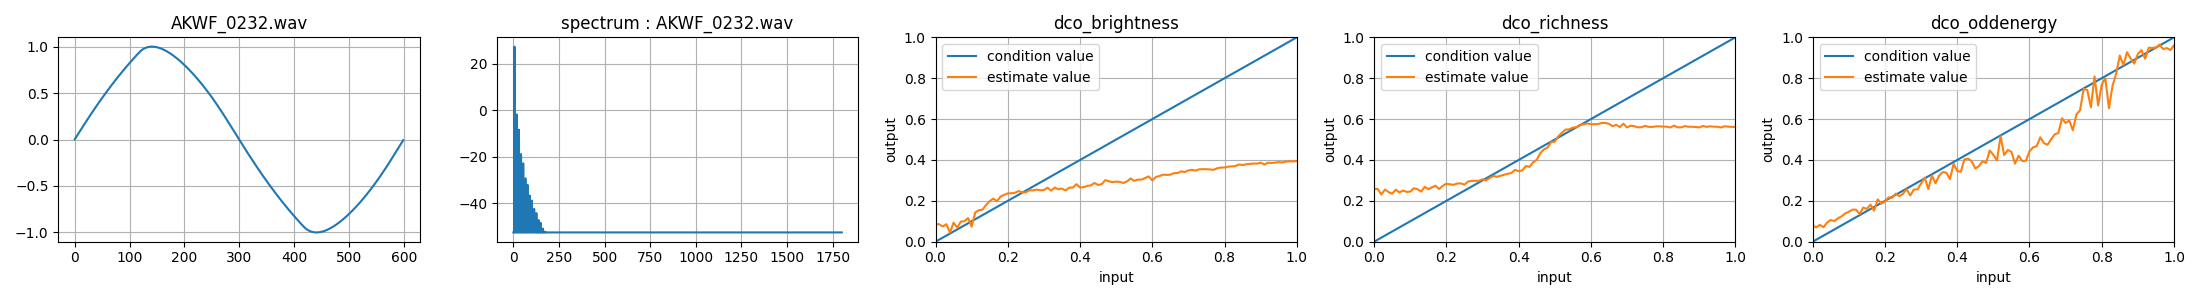 AKWF_0232.wav
1.0
0.5
0.0
−0.5
−1.0
0 100 200 300 400 500 600
spectrum : AKWF_0232.wav
20
0
−20
−40
0 250 500 750 1000 1250 1500 1750
dco_brightness
condition value
estimate value
output
1.0
0.8
0.6
0.4
0.2
0.0
0.0 0.2 0.4 0.6 0.8 1.0
input
dco_richness
condition value
estimate value
output
1.0
0.8
0.6
0.4
0.2
0.0
0.0 0.2 0.4 0.6 0.8 1.0
input
dco_oddenergy
condition value
estimate value
output
1.0
0.8
0.6
0.4
0.2
0.0
0.0 0.2 0.4 0.6 0.8 1.0
input